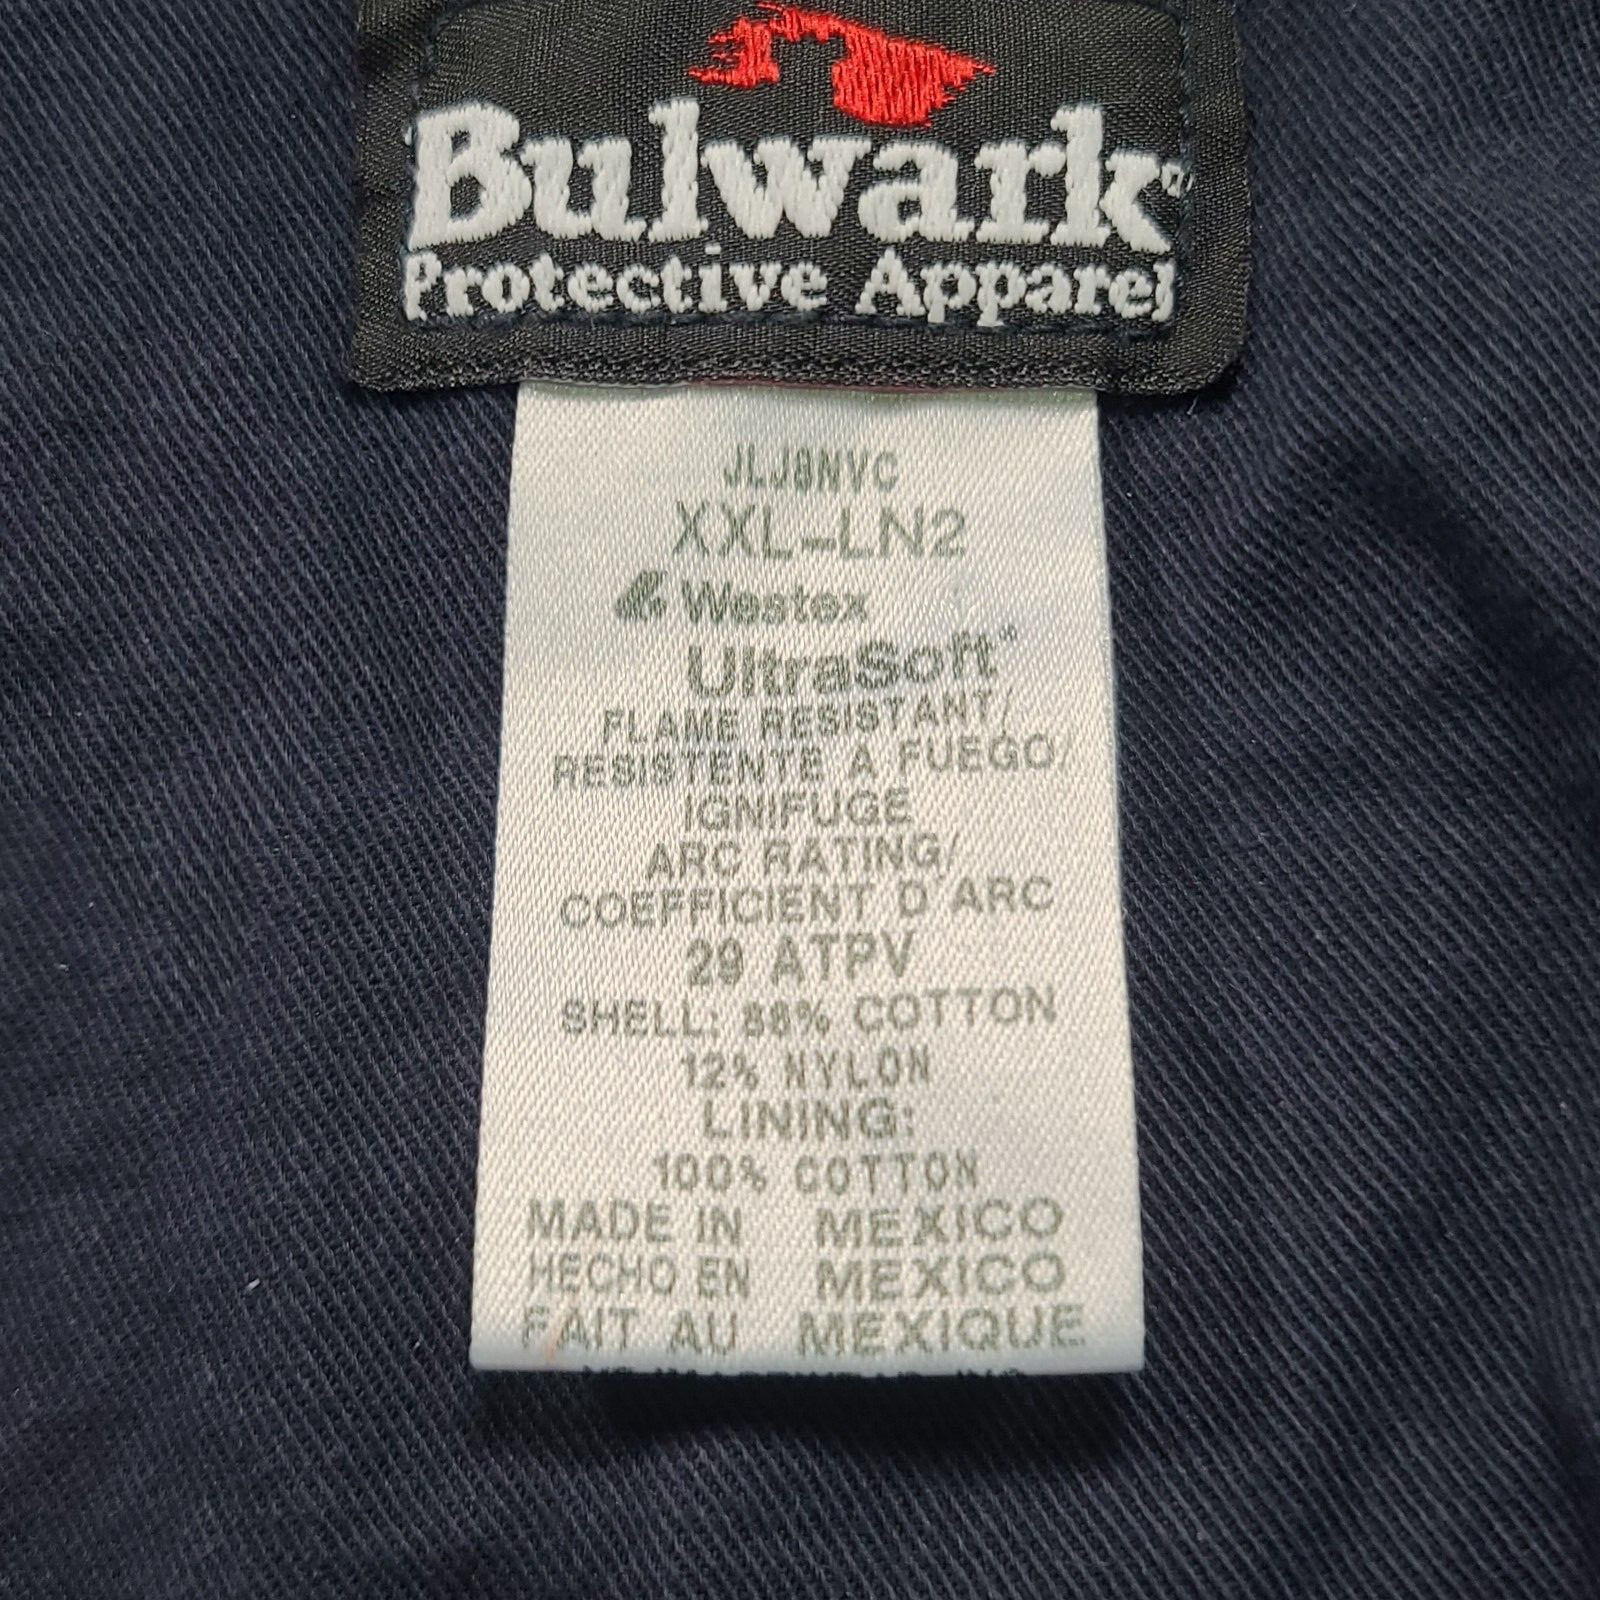 Bulwark®
Protective Apparel
JLJ8NVC
XXL-LN2
Westex
UltraSoft®
FLAME RESISTANT/
RESISTENTE A FUEGO/
IGNIFUGE
ARC RATING/
COEFFICIENT D ARC
29 ATPV
SHELL: 88% COTTON
12% NYLON
LINING:
100% COTTON
MADE IN MEXICO
HECHO EN MEXICO
FAIT AU MEXIQUE